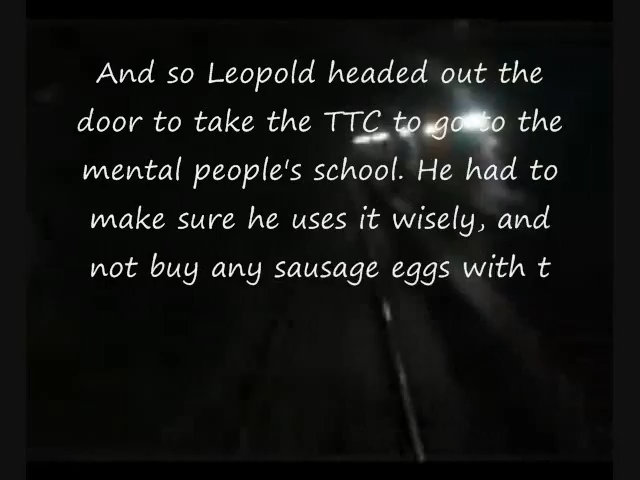 And so Leopold headed out the
door to take the TTC to go to the
mental people's school. He had to
make sure he uses it wisely, and
not buy any sausage eggs with t